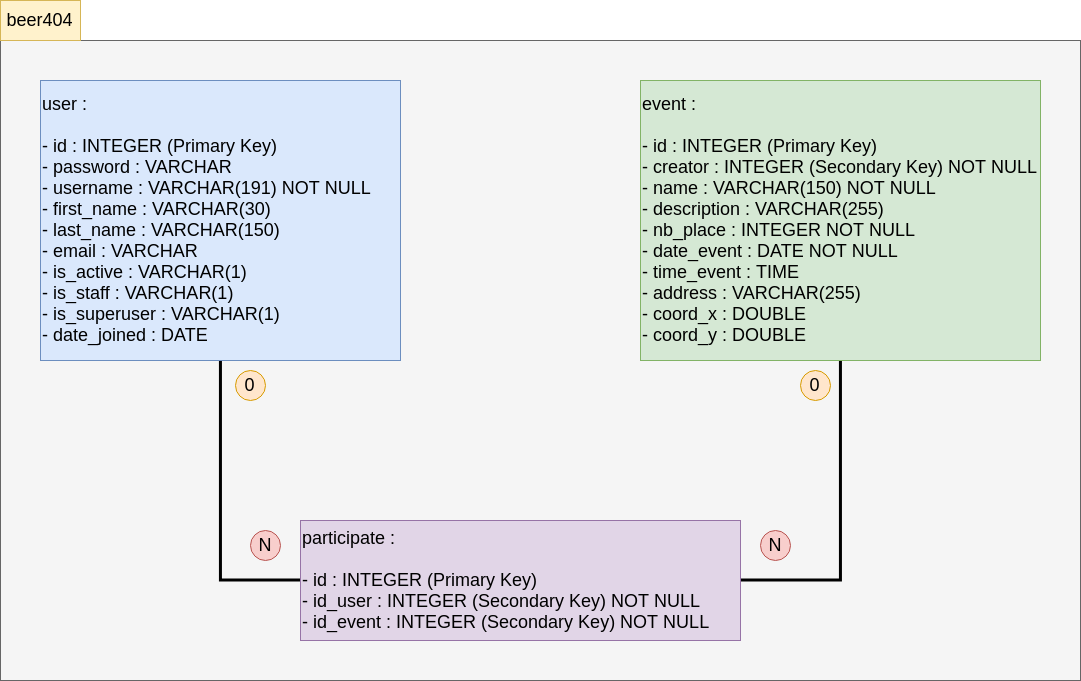 beer404
user :
- id : INTEGER (Primary Key)
- password : VARCHAR
- username : VARCHAR(191) NOT NULL
- first_name : VARCHAR(30)
- last_name : VARCHAR(150)
- email : VARCHAR
- is_active : VARCHAR(1)
- is_staff : VARCHAR(1)
- is_superuser : VARCHAR(1)
- date_joined : DATE
event :
- id : INTEGER (Primary Key)
- creator : INTEGER (Secondary Key) NOT NULL
- name : VARCHAR(150) NOT NULL
- description : VARCHAR(255)
- nb_place : INTEGER NOT NULL
- date_event : DATE NOT NULL
- time_event : TIME
- address : VARCHAR(255)
- coord_x : DOUBLE
- coord_y : DOUBLE
0
0
N
N
participate :
- id : INTEGER (Primary Key)
- id_user : INTEGER (Secondary Key) NOT NULL
- id_event : INTEGER (Secondary Key) NOT NULL